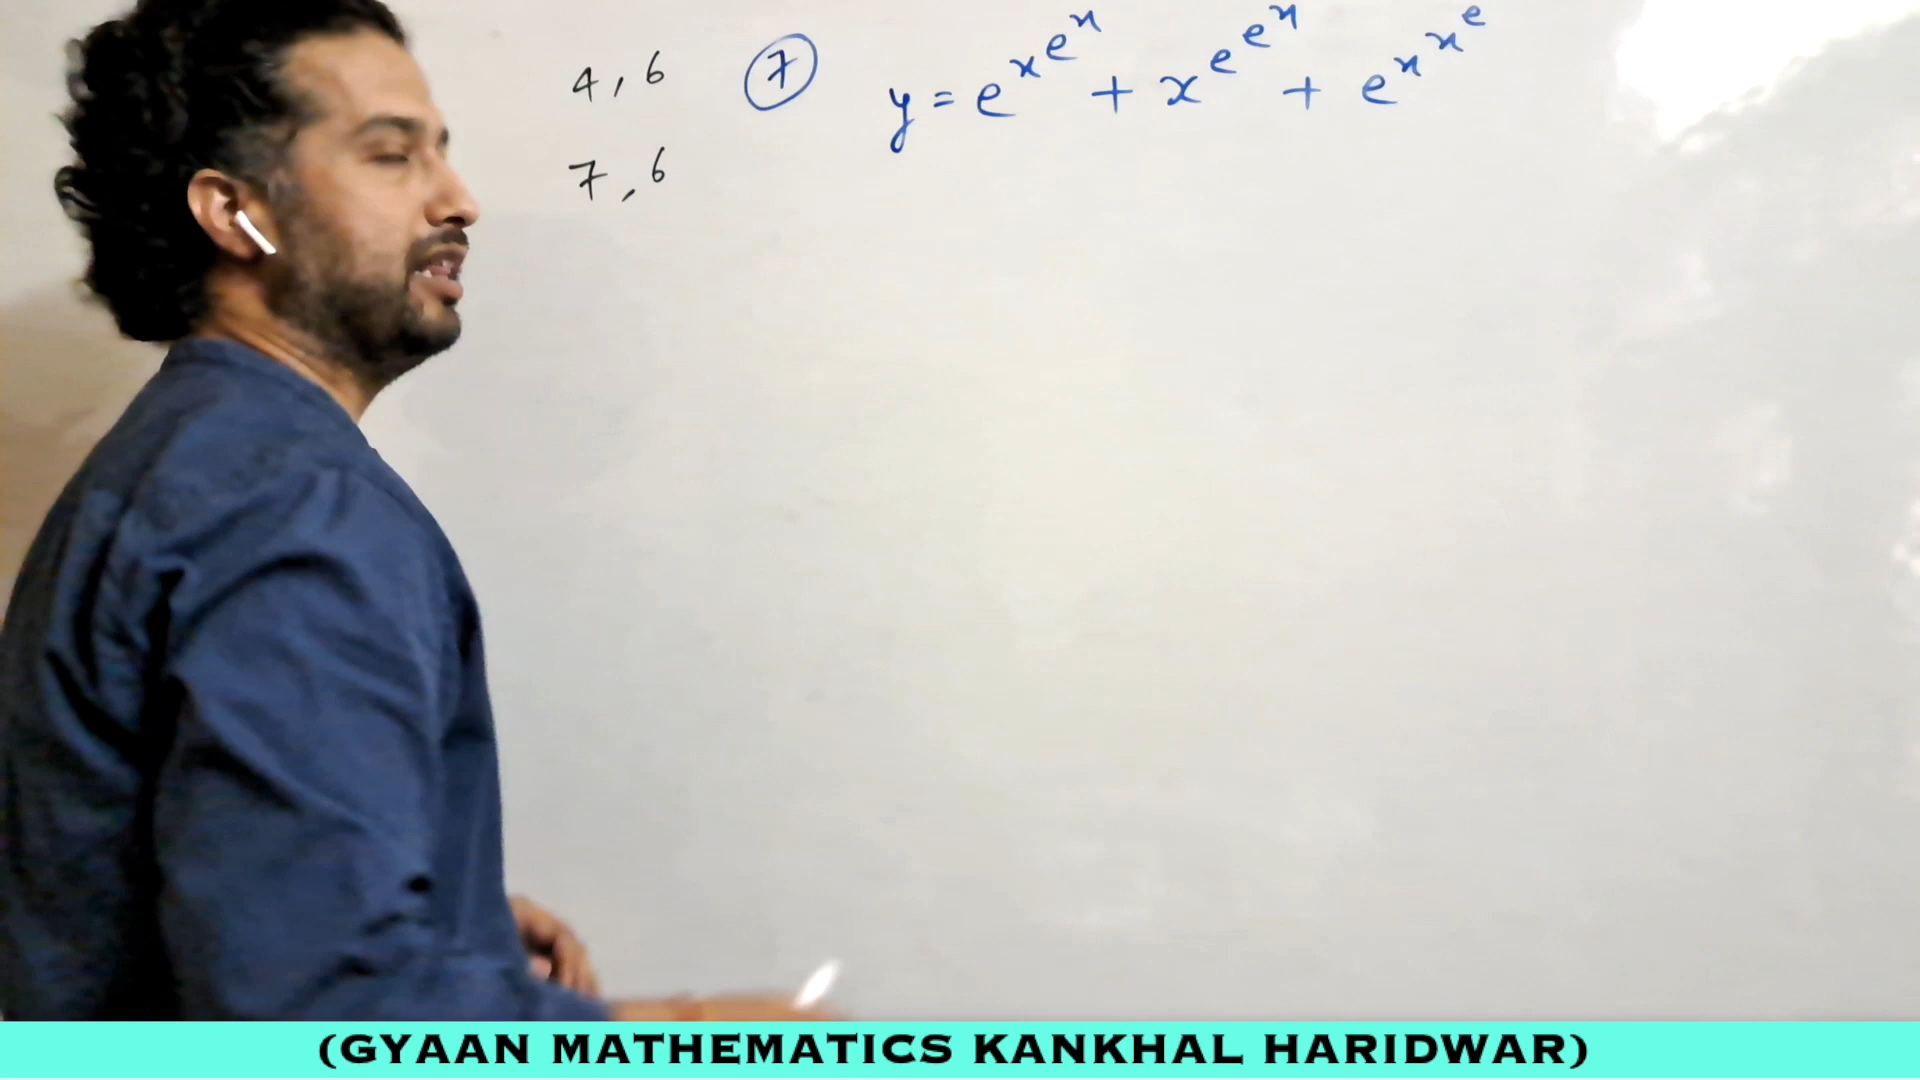 4, 6
7, 6
⑦ y = e^{x^{e^{x}}} + x^{e^{e^{x}}} + e^{x^{x^{e}}}
(GYAAN MATHEMATICS KANKHAL HARIDWAR)